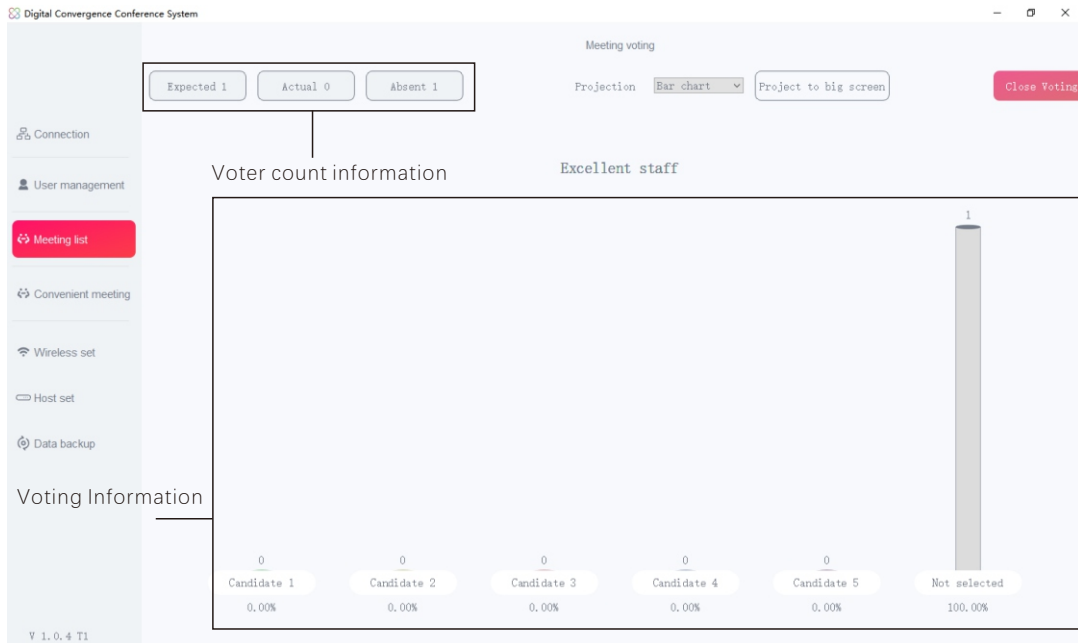 Digital Convergence Conference System
Meeting voting
Expected 1
Actual 0
Absent 1
Projection
Bar chart
Project to big screen
Close Voting
Connection
User management
Meeting list
Convenient meeting
Wireless set
Host set
Data backup
V 1.0.4 T1
Voter count information
Excellent staff
Voting Information
1
0 0 0 0 0
Candidate 1 Candidate 2 Candidate 3 Candidate 4 Candidate 5 Not selected
0.00% 0.00% 0.00% 0.00% 0.00% 100.00%